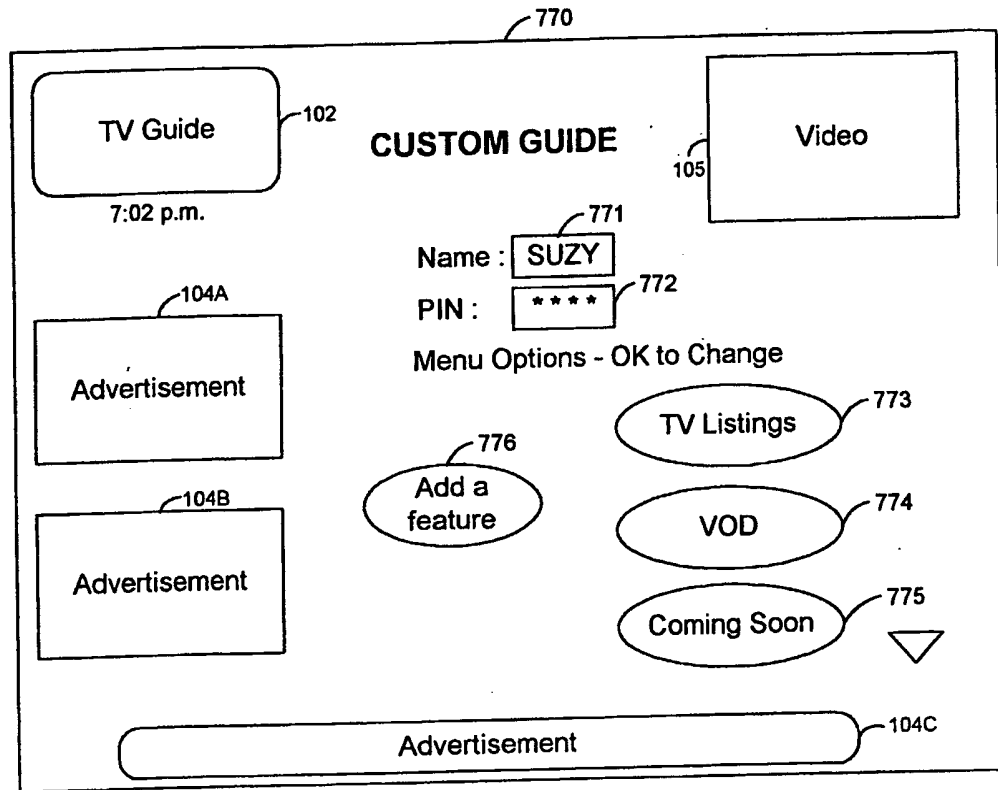 770
TV Guide
102
CUSTOM GUIDE
Video
105
7:02 p.m.
771
Name : SUZY
PIN : * * * *
772
104A
Advertisement
Menu Options - OK to Change
TV Listings
773
776
Add a
feature
104B
Advertisement
VOD
774
Coming Soon
775
Advertisement
104C